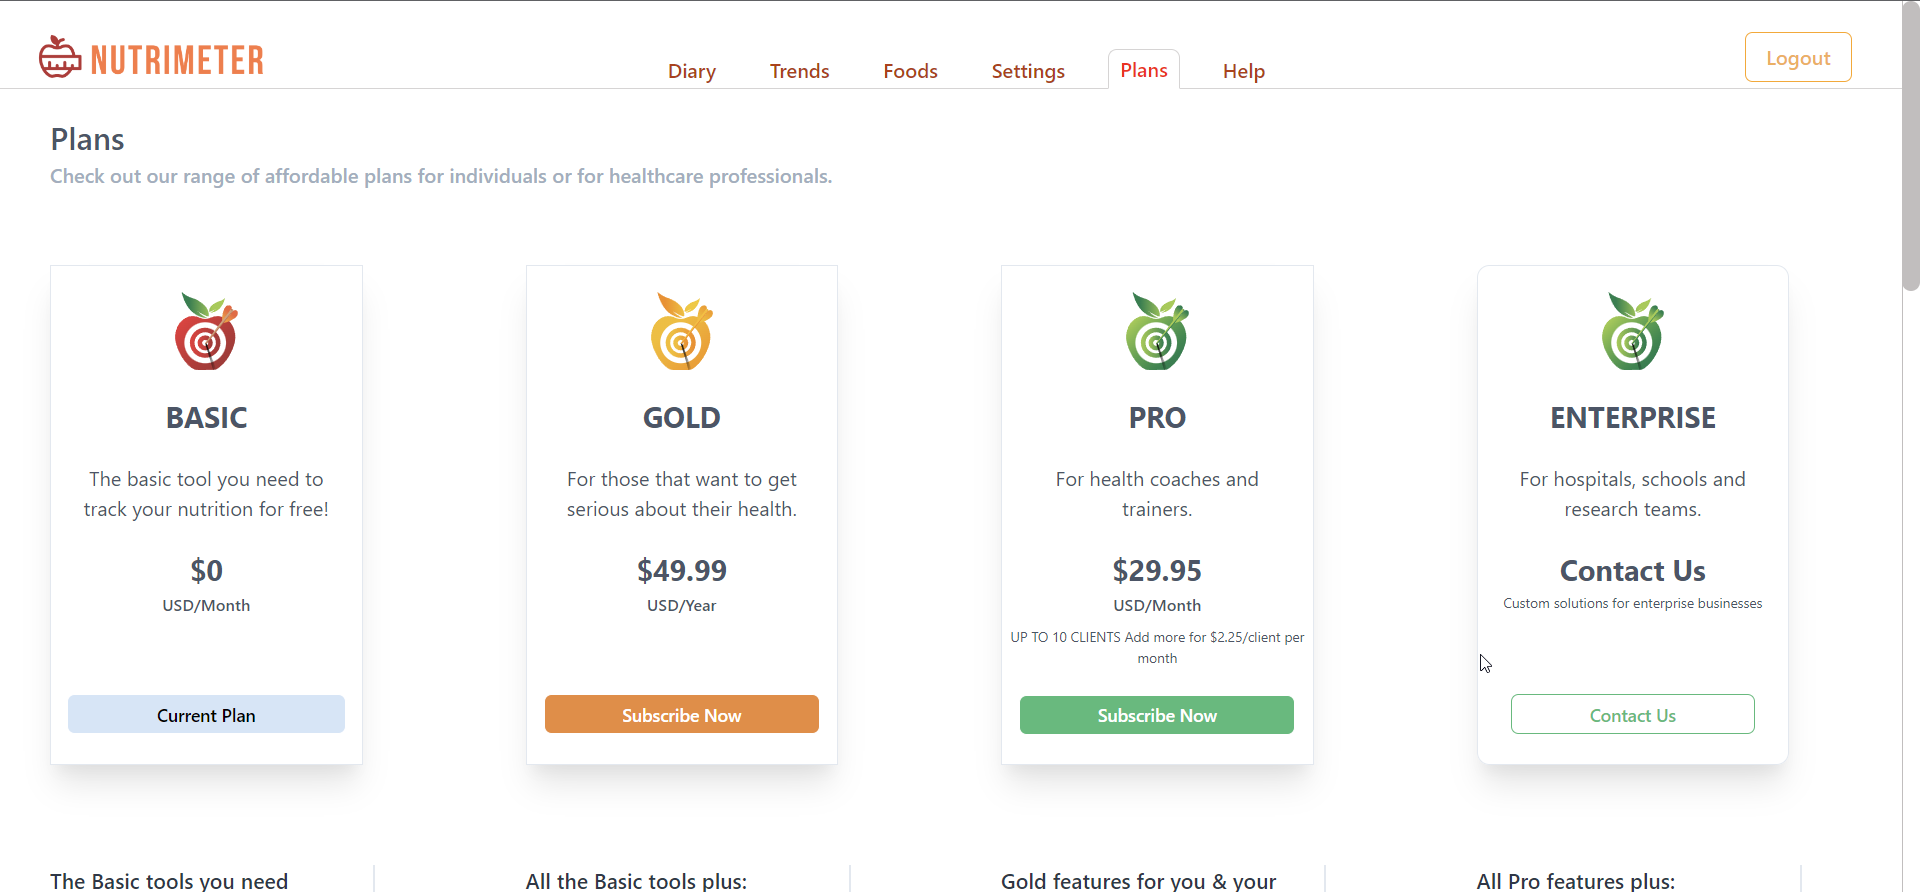 NUTRIMETER
Diary
Trends
Foods
Settings
Plans
Help
Logout
Plans
Check out our range of affordable plans for individuals or for healthcare professionals.
BASIC
The basic tool you need to
track your nutrition for free!
$0
USD/Month
Current Plan
GOLD
For those that want to get
serious about their health.
$49.99
USD/Year
Subscribe Now
PRO
For health coaches and
trainers.
$29.95
USD/Month
UP TO 10 CLIENTS Add more for $2.25/client per
month
Subscribe Now
ENTERPRISE
For hospitals, schools and
research teams.
Contact Us
Custom solutions for enterprise businesses
Contact Us
The Basic tools you need
All the Basic tools plus:
Gold features for you & your
All Pro features plus: